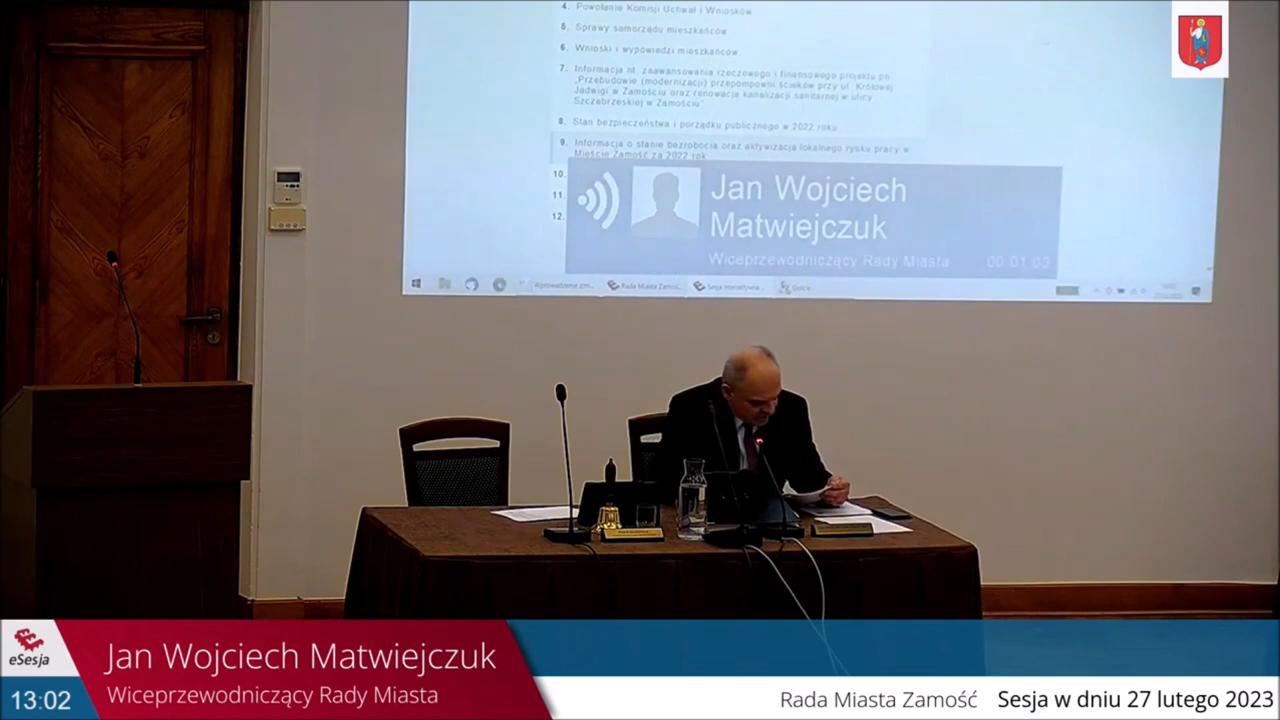 4. Powołanie Komisji Uchwał i Wniosków
5. Sprawy samorządu mieszkańców
6. Wnioski i wypowiedzi mieszkańców
7. Informacja nt. zaawansowania rzeczowego i finansowego projektu pn.
„Przebudowie (modernizacji) przepompowni ścieków przy ul. Królowej
Jadwigi w Zamościu oraz renowacja kanalizacji sanitarnej w ulicy
Szczebrzeskiej w Zamościu"
8. Stan bezpieczeństwa i porządku publicznego w 2022 roku
9. Informacja o stanie bezrobocia oraz aktywizacja lokalnego rynku pracy w
Mieście Zamość za 2022 rok
10.
11.
12.
Jan Wojciech
Matwiejczuk
Wiceprzewodniczący Rady Miasta 00:01:03
Rada Miasta Zamoś...
eSesja
13:02
Jan Wojciech Matwiejczuk
Wiceprzewodniczący Rady Miasta
Rada Miasta Zamość Sesja w dniu 27 lutego 2023